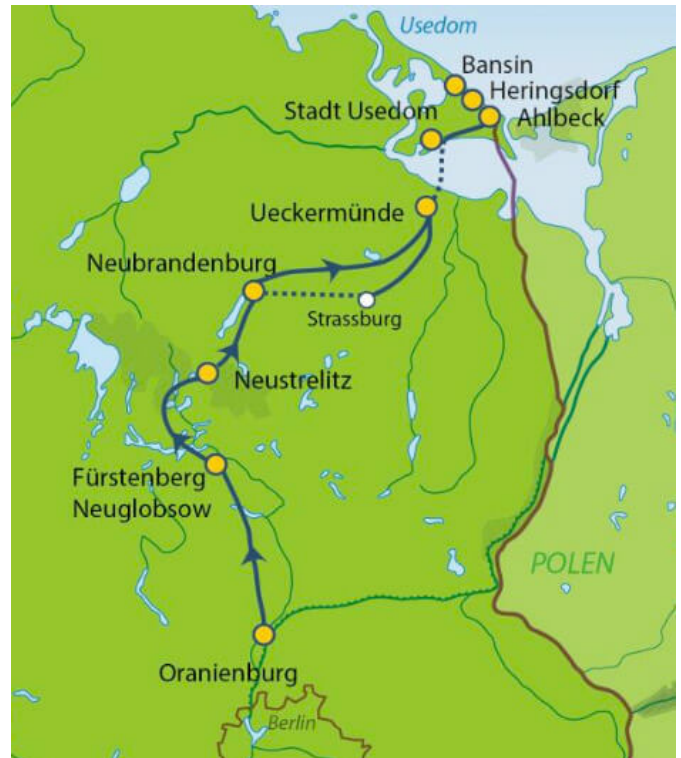 Usedom
Bansin
Heringsdorf
Stadt Usedom
Ahlbeck
Ueckermünde
Neubrandenburg
Strassburg
Neustrelitz
Fürstenberg
Neuglobsow
POLEN
Oranienburg
Berlin